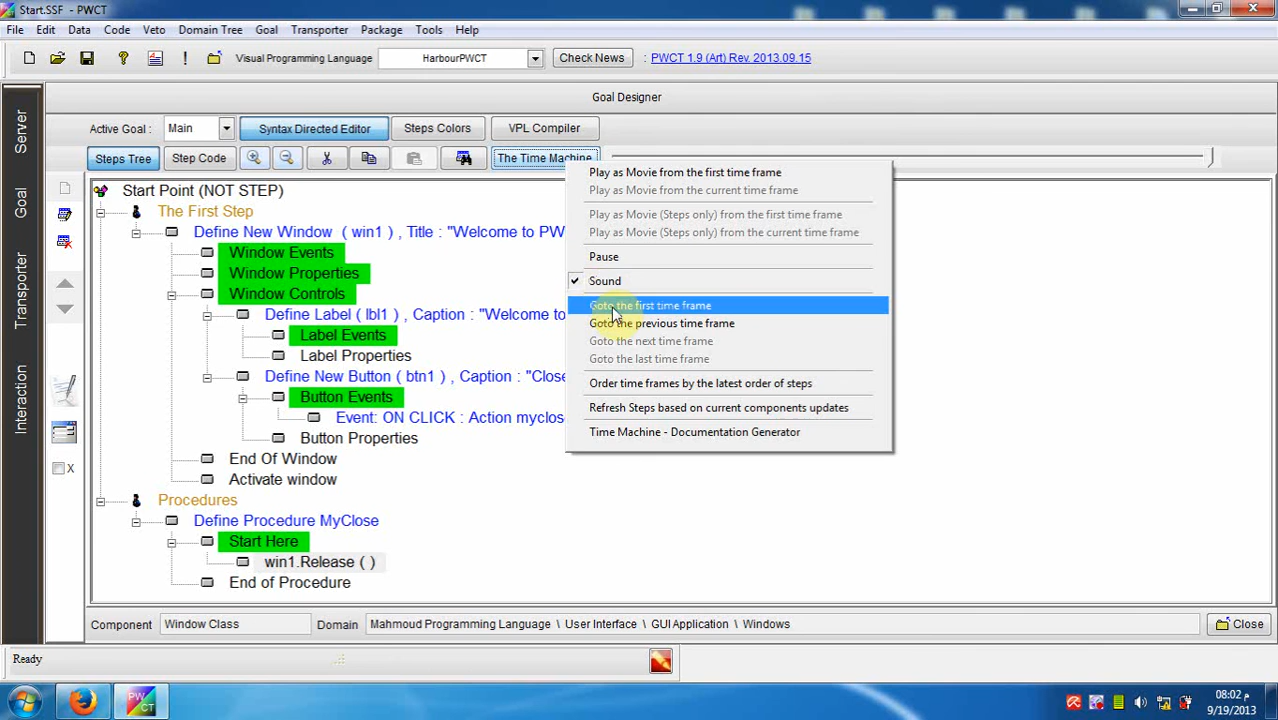 Start.SSF - PWCT
File Edit Data Code Veto Domain Tree Goal Transporter Package Tools Help
Visual Programming Language HarbourPWCT Check News PWCT 1.9 (Art) Rev. 2013.09.15
Goal Designer
Active Goal : Main Syntax Directed Editor Steps Colors VPL Compiler
Steps Tree Step Code The Time Machine
Server
Goal
Transporter
Interaction
X
Start Point (NOT STEP)
The First Step
Define New Window ( win1 ) , Title : "Welcome to PW
Window Events
Window Properties
Window Controls
Define Label ( lbl1 ) , Caption : "Welcome to
Label Events
Label Properties
Define New Button ( btn1 ) , Caption : "Close
Button Events
Event: ON CLICK : Action myclose
Button Properties
End Of Window
Activate window
Procedures
Define Procedure MyClose
Start Here
win1.Release ( )
End of Procedure
Play as Movie from the first time frame
Play as Movie from the current time frame
Play as Movie (Steps only) from the first time frame
Play as Movie (Steps only) from the current time frame
Pause
Sound
Goto the first time frame
Goto the previous time frame
Goto the next time frame
Goto the last time frame
Order time frames by the latest order of steps
Refresh Steps based on current components updates
Time Machine - Documentation Generator
Component Window Class Domain Mahmoud Programming Language \ User Interface \ GUI Application \ Windows Close
Ready
PW
CT
08:02 م
9/19/2013